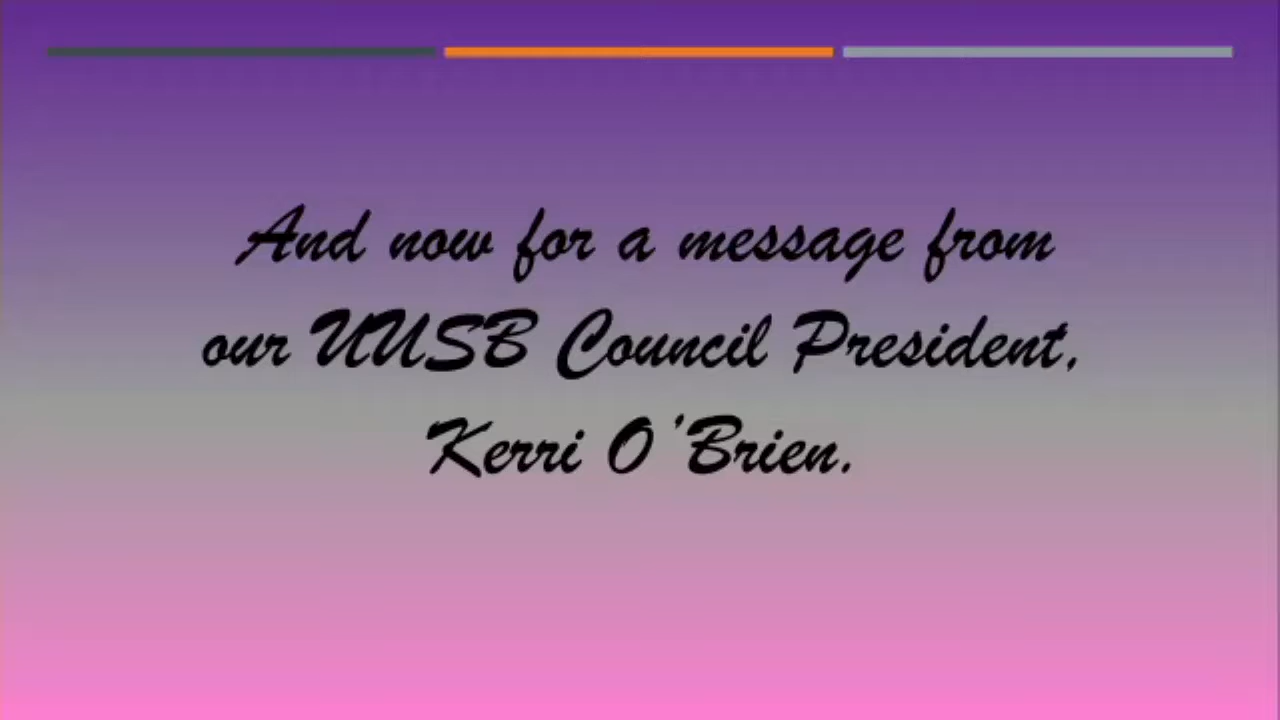 And now for a message from
our UUSB Council President,
Kerri O'Brien.